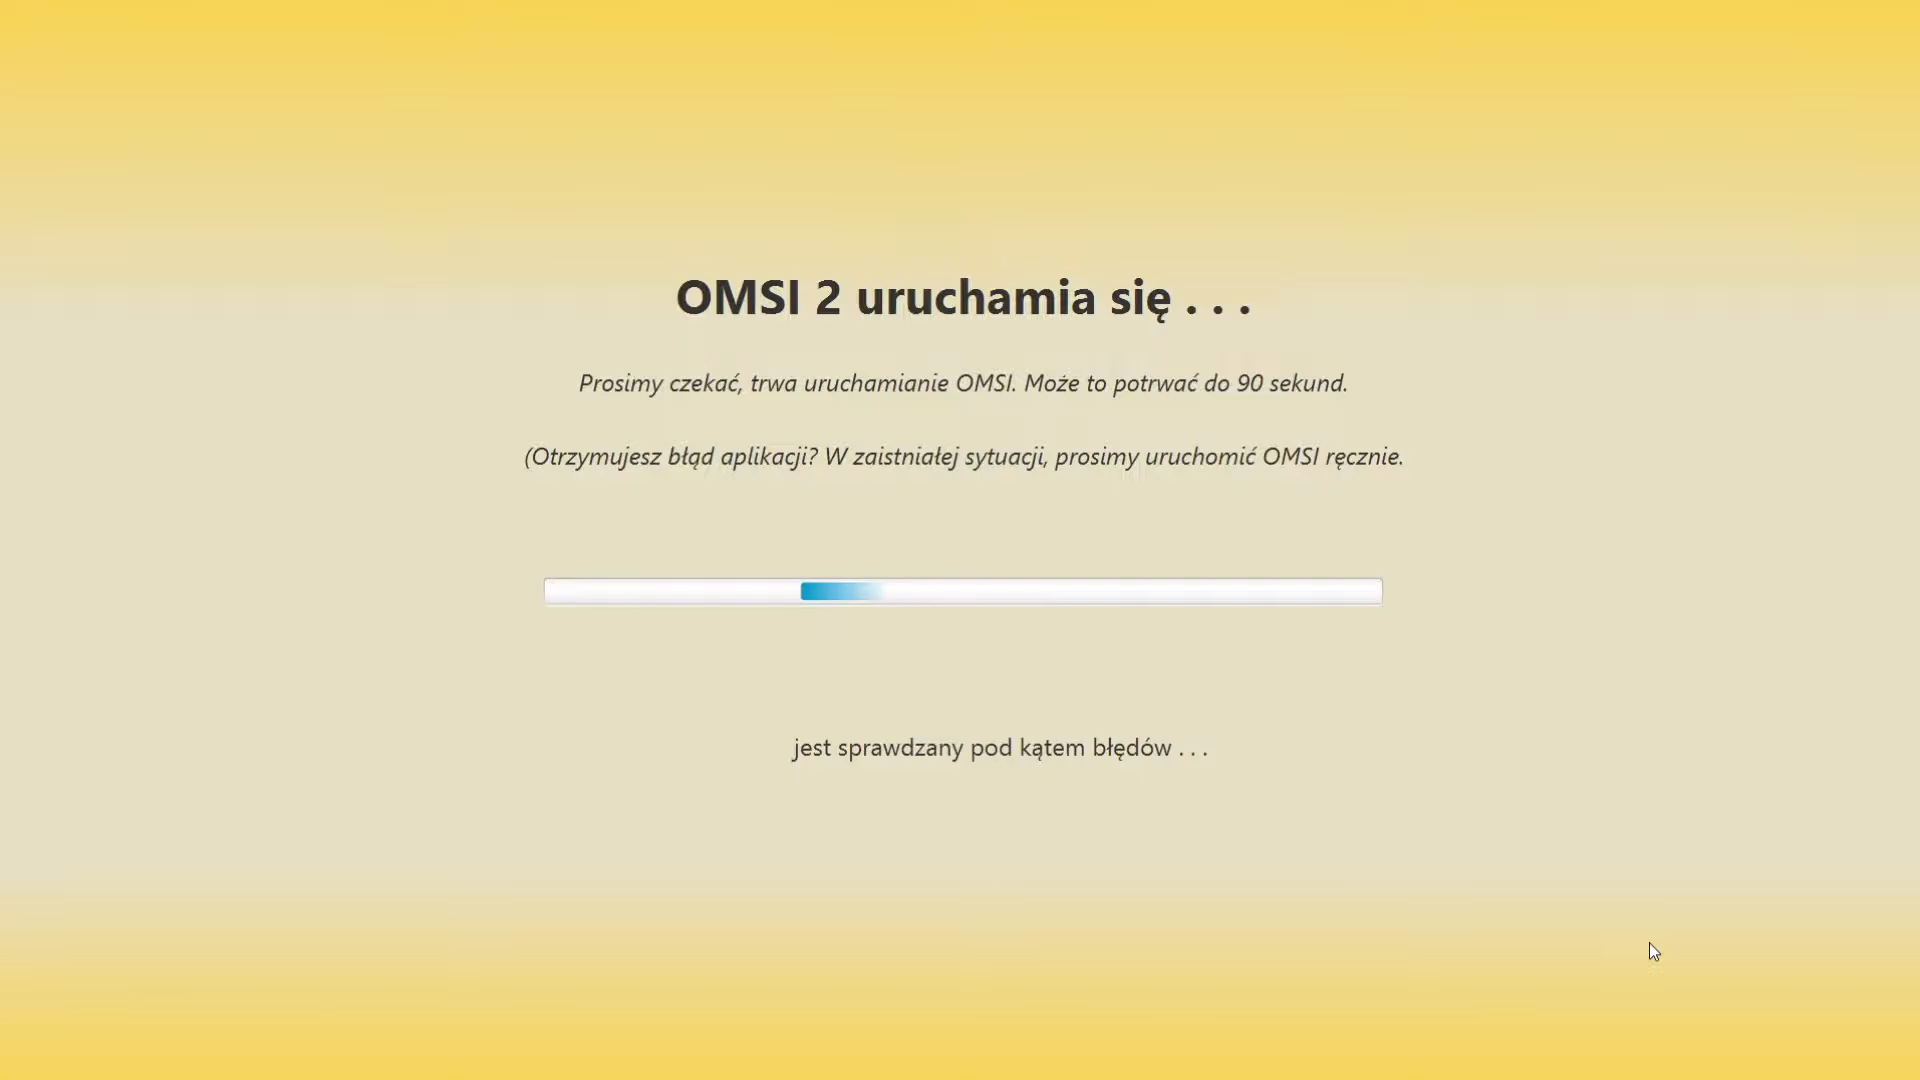 OMSI 2 uruchamia się . . .
Prosimy czekać, trwa uruchamianie OMSI. Może to potrwać do 90 sekund.
(Otrzymujesz błąd aplikacji? W zaistniałej sytuacji, prosimy uruchomić OMSI ręcznie.
jest sprawdzany pod kątem błędów . . .